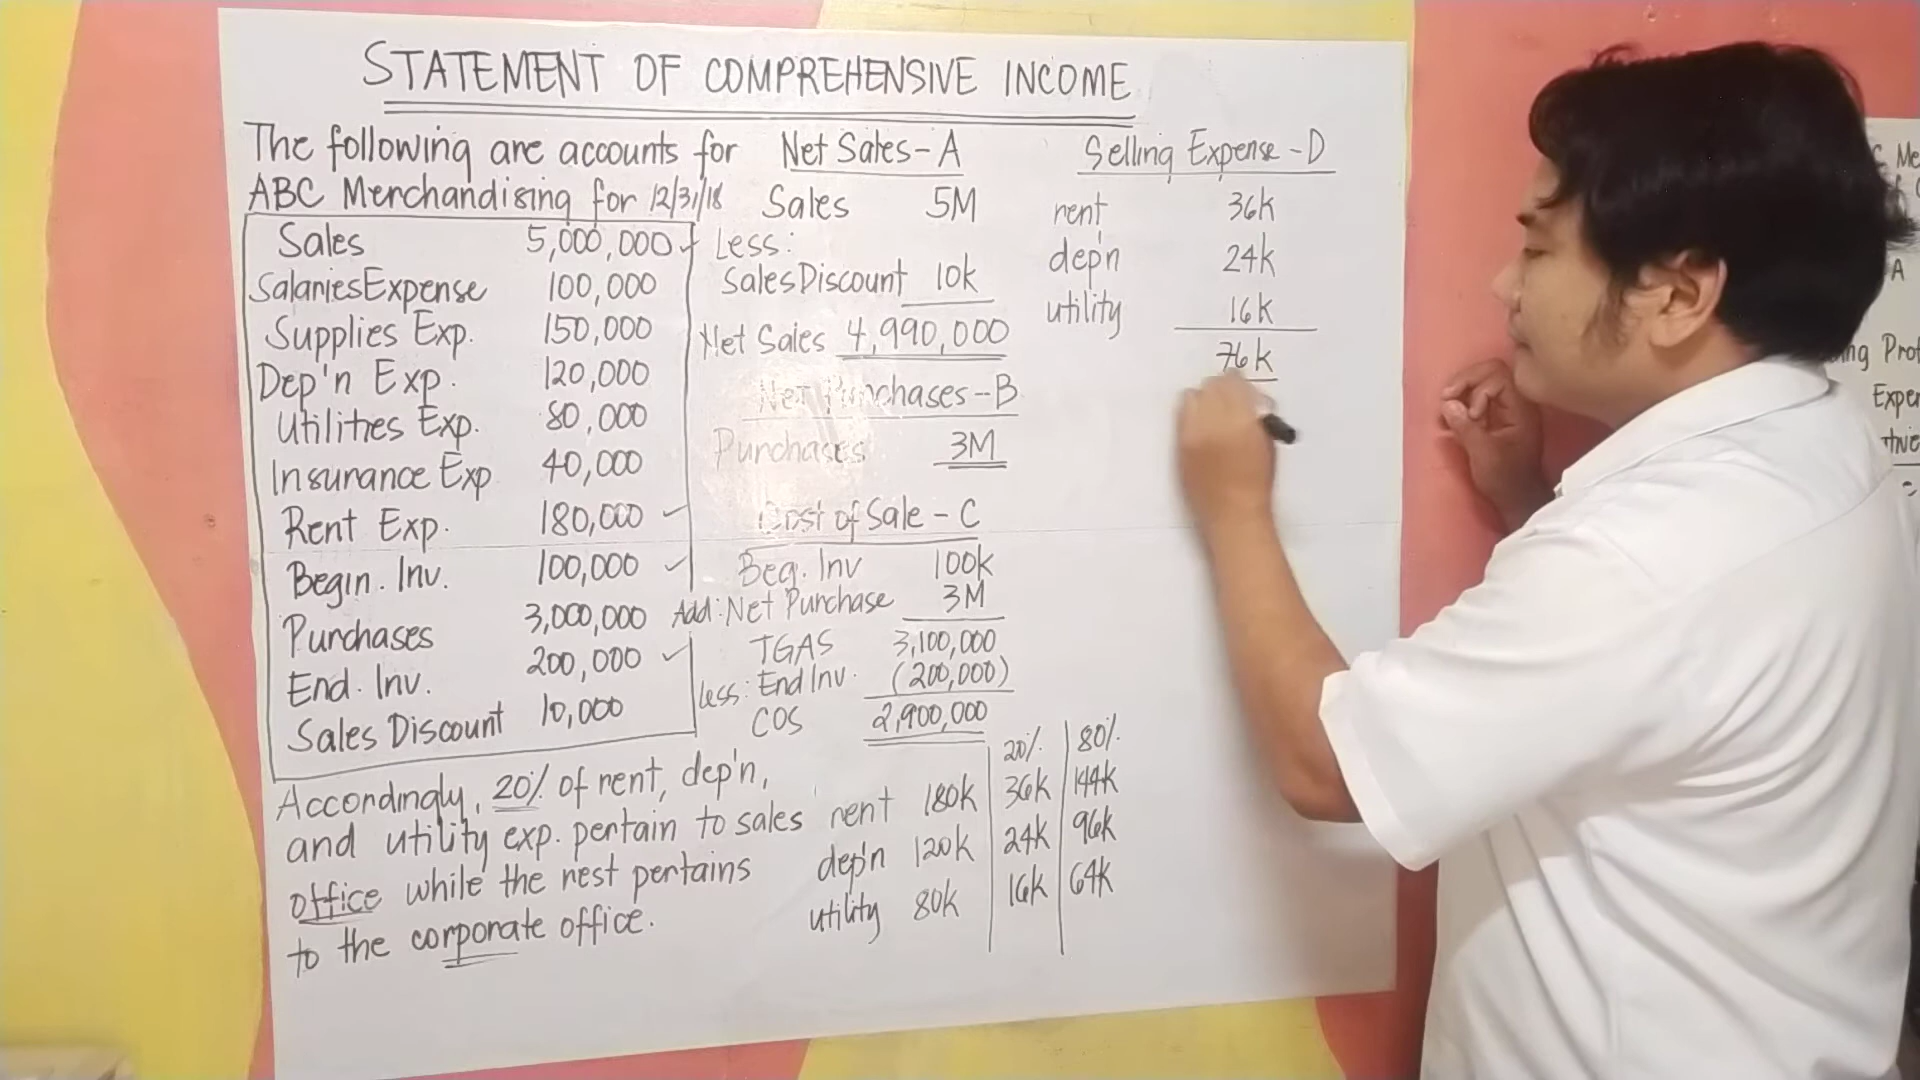 STATEMENT OF COMPREHENSIVE INCOME
The following are accounts for
ABC Merchandising for 12/31/18
Sales 5,000,000
Salaries Expense 100,000
Supplies Exp. 150,000
Dep'n Exp. 120,000
Utilities Exp. 80,000
Insurance Exp 40,000
Rent Exp. 180,000
Begin. Inv. 100,000
Purchases 3,000,000
End. Inv. 200,000
Sales Discount 10,000
Accordingly, 20% of rent, dep'n,
and utility exp. pertain to sales
office while the rest pertains
to the corporate office.
Net Sales - A
Sales 5M
Less:
Sales Discount 10k
Net Sales 4,990,000
Net Purchases - B
Purchases 3M
Cost of Sale - C
Beg. Inv 100k
Add: Net Purchase 3M
TGAS 3,100,000
Less: End Inv. (200,000)
COS 2,900,000
20% 80%
rent 180k 36k 144k
dep'n 120k 24k 96k
utility 80k 16k 64k
Selling Expense - D
rent 36k
dep'n 24k
utility 16k
76k
A